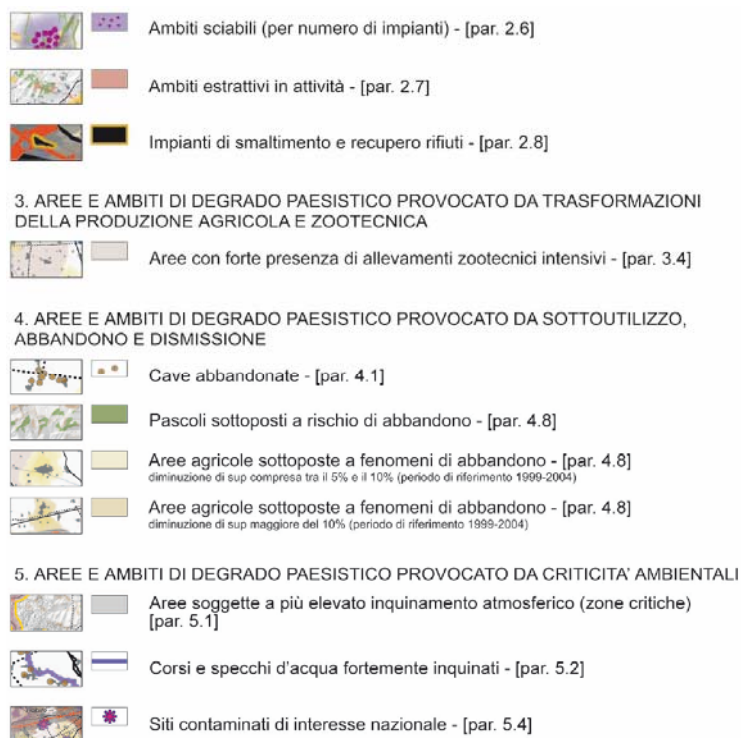 Ambiti sciabili (per numero di impianti) - [par. 2.6]
Ambiti estrattivi in attività - [par. 2.7]
Impianti di smaltimento e recupero rifiuti - [par. 2.8]
3. AREE E AMBITI DI DEGRADO PAESISTICO PROVOCATO DA TRASFORMAZIONI
DELLA PRODUZIONE AGRICOLA E ZOOTECNICA
Aree con forte presenza di allevamenti zootecnici intensivi - [par. 3.4]
4. AREE E AMBITI DI DEGRADO PAESISTICO PROVOCATO DA SOTTOUTILIZZO,
ABBANDONO E DISMISSIONE
Cave abbandonate - [par. 4.1]
Pascoli sottoposti a rischio di abbandono - [par. 4.8]
Aree agricole sottoposte a fenomeni di abbandono - [par. 4.8]
diminuzione di sup compresa tra il 5% e il 10% (periodo di riferimento 1999-2004)
Aree agricole sottoposte a fenomeni di abbandono - [par. 4.8]
diminuzione di sup maggiore del 10% (periodo di riferimento 1999-2004)
5. AREE E AMBITI DI DEGRADO PAESISTICO PROVOCATO DA CRITICITA' AMBIENTALI
Aree soggette a più elevato inquinamento atmosferico (zone critiche)
[par. 5.1]
Corsi e specchi d'acqua fortemente inquinati - [par. 5.2]
Siti contaminati di interesse nazionale - [par. 5.4]